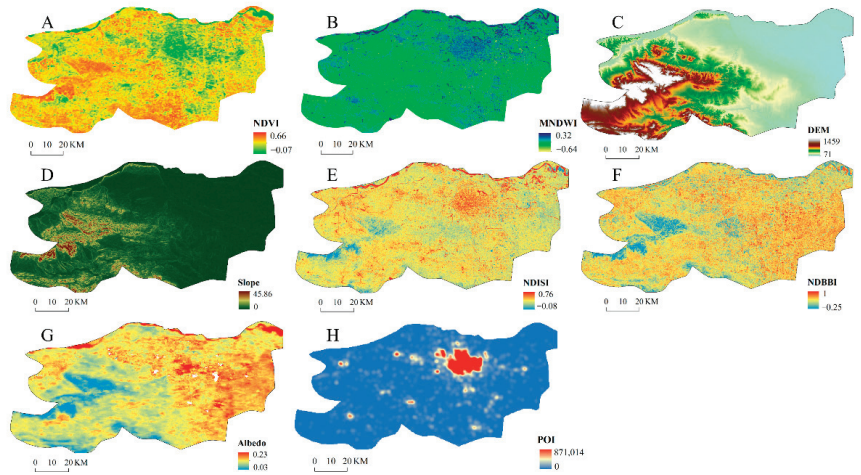 A
NDVI
0.66
−0.07
0 10 20 KM
B
MNDWI
0.32
−0.64
0 10 20 KM
C
DEM
1459
71
0 10 20 KM
D
Slope
45.86
0
0 10 20 KM
E
NDISI
0.76
−0.08
0 10 20 KM
F
NDBBI
1
−0.25
0 10 20 KM
G
Albedo
0.23
0.03
0 10 20 KM
H
POI
871,014
0
0 10 20 KM